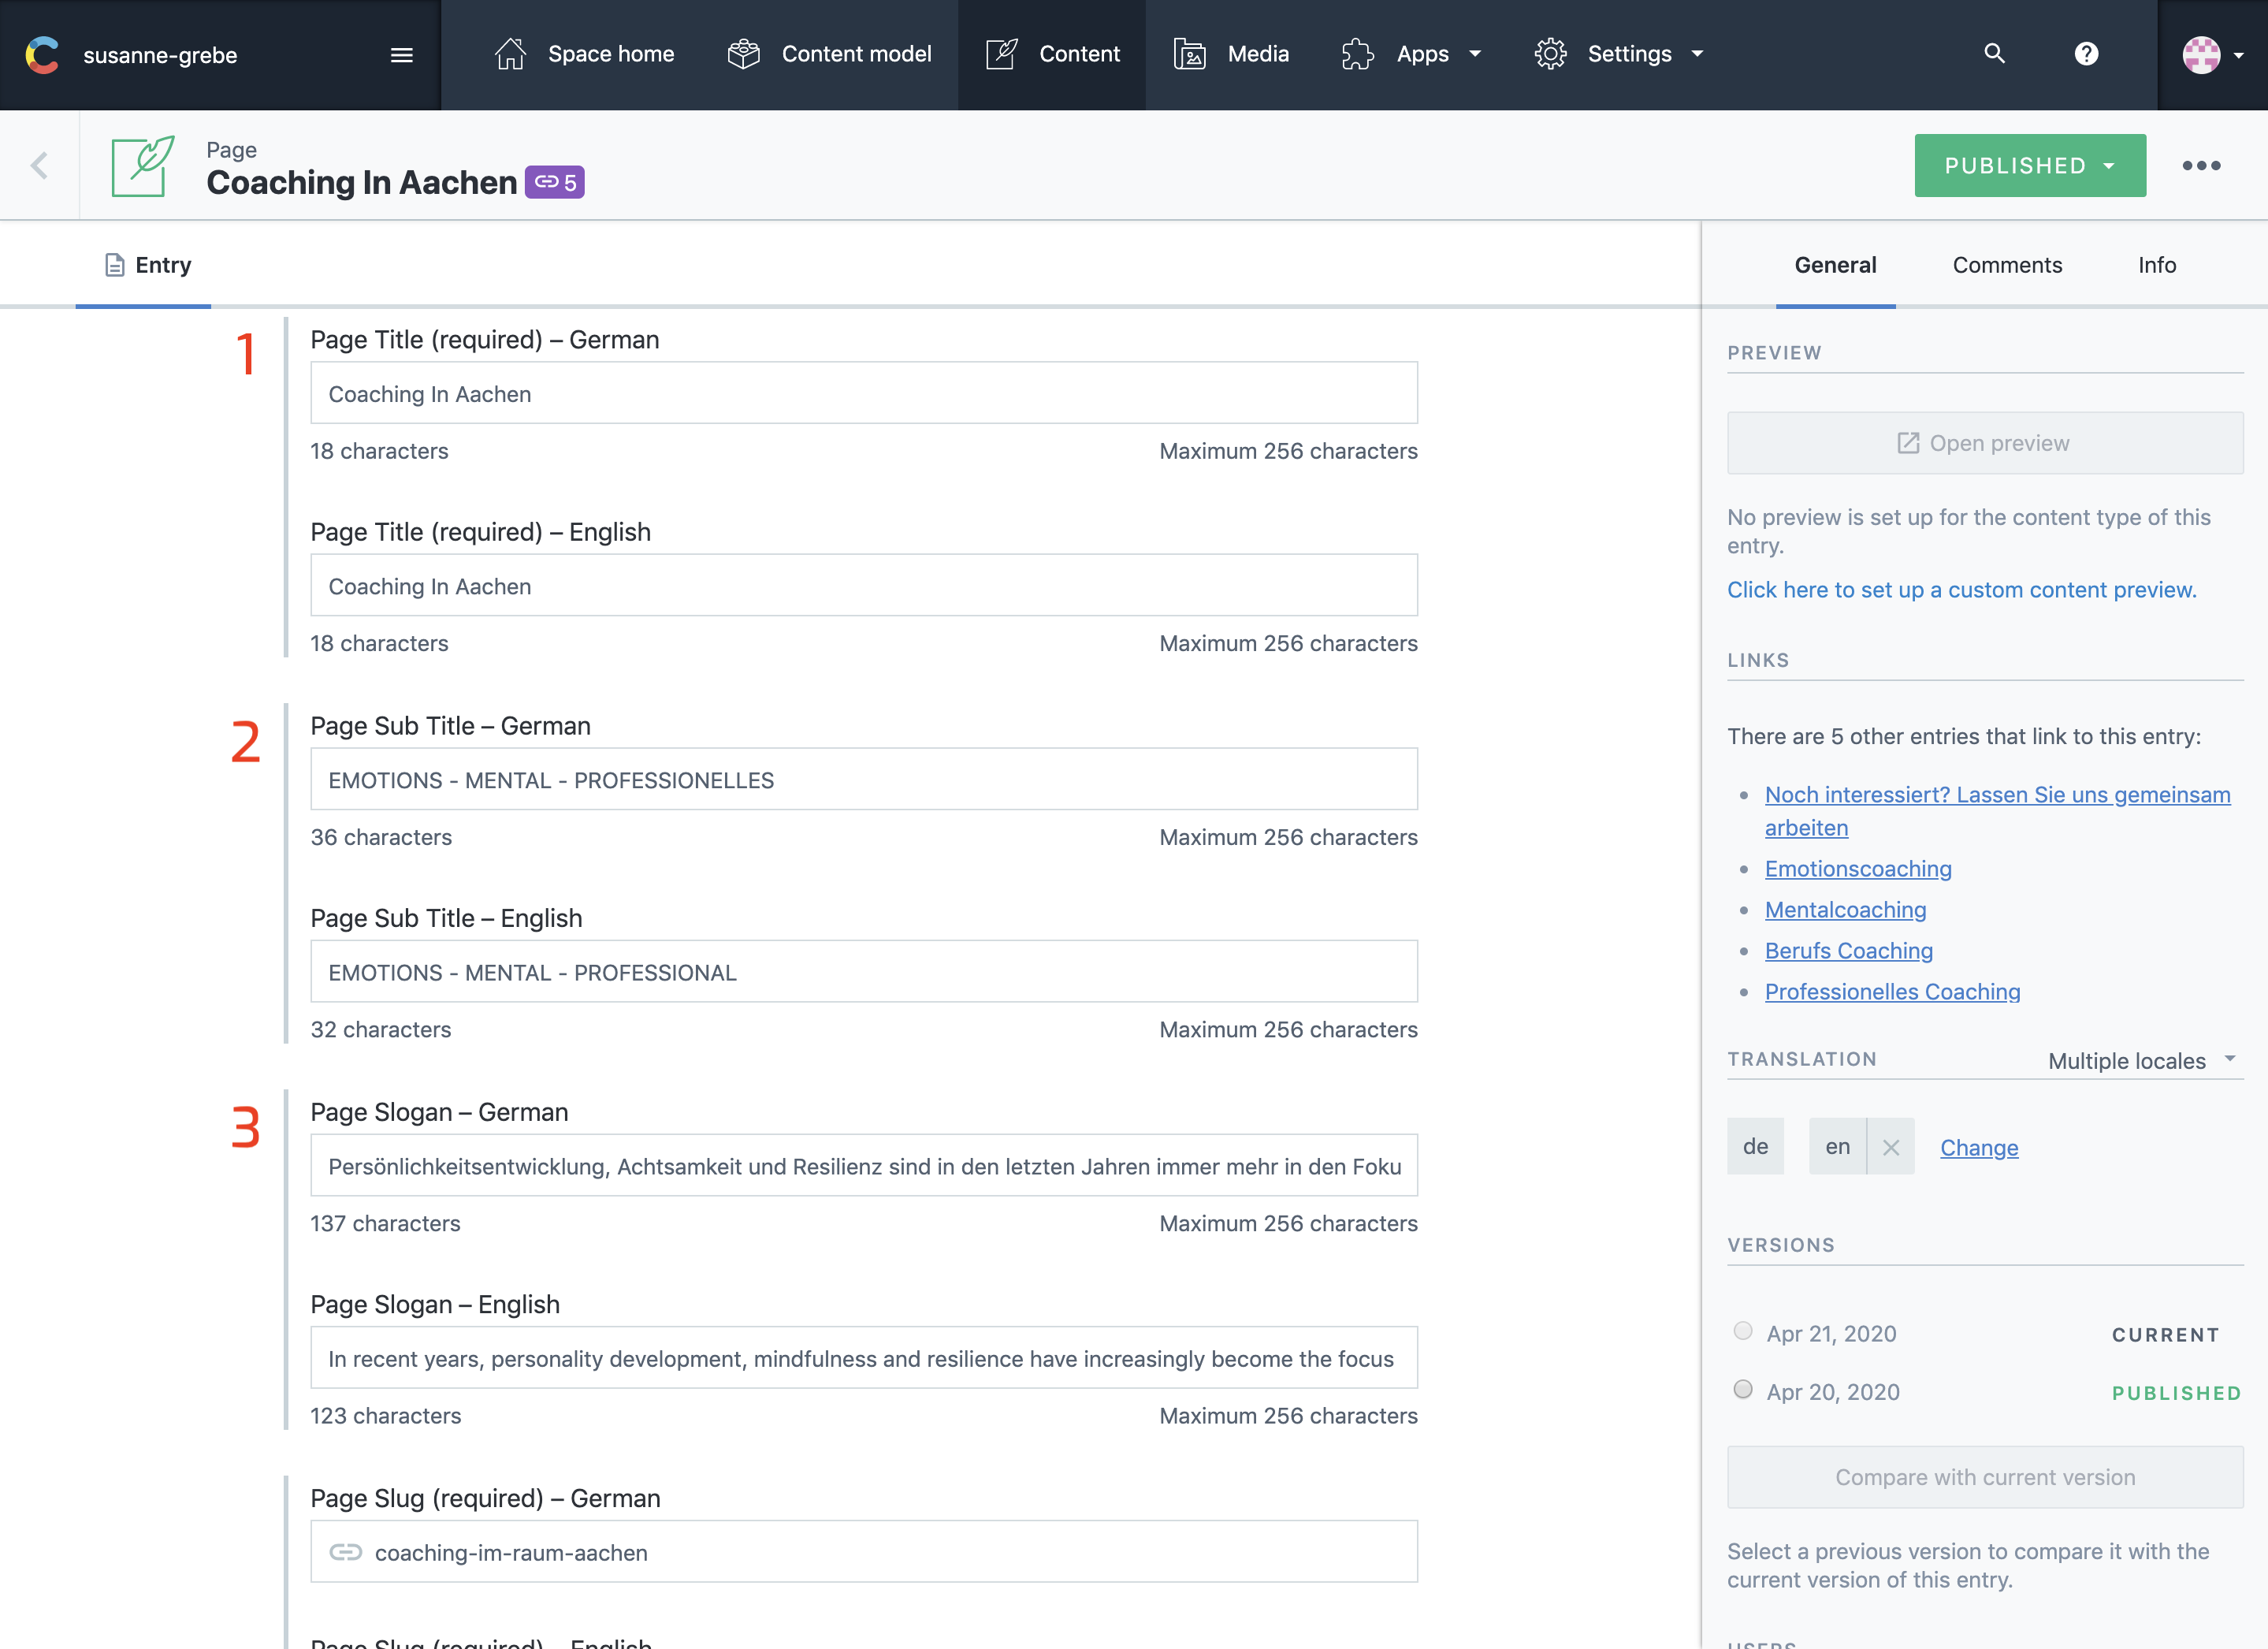 susanne-grebe
Space home
Content model
Content
Media
Apps
Settings
Page
Coaching In Aachen 5
PUBLISHED
Entry
General
Comments
Info
1
Page Title (required) – German
Coaching In Aachen
18 characters
Maximum 256 characters
Page Title (required) – English
Coaching In Aachen
18 characters
Maximum 256 characters
2
Page Sub Title – German
EMOTIONS - MENTAL - PROFESSIONELLES
36 characters
Maximum 256 characters
Page Sub Title – English
EMOTIONS - MENTAL - PROFESSIONAL
32 characters
Maximum 256 characters
3
Page Slogan – German
Persönlichkeitsentwicklung, Achtsamkeit und Resilienz sind in den letzten Jahren immer mehr in den Foku
137 characters
Maximum 256 characters
Page Slogan – English
In recent years, personality development, mindfulness and resilience have increasingly become the focus
123 characters
Maximum 256 characters
Page Slug (required) – German
coaching-im-raum-aachen
Page Slug (required) – English
PREVIEW
Open preview
No preview is set up for the content type of this
entry.
Click here to set up a custom content preview.
LINKS
There are 5 other entries that link to this entry:
Noch interessiert? Lassen Sie uns gemeinsam
arbeiten
Emotionscoaching
Mentalcoaching
Berufs Coaching
Professionelles Coaching
TRANSLATION
Multiple locales
de
en
Change
VERSIONS
Apr 21, 2020
CURRENT
Apr 20, 2020
PUBLISHED
Compare with current version
Select a previous version to compare it with the
current version of this entry.
USERS